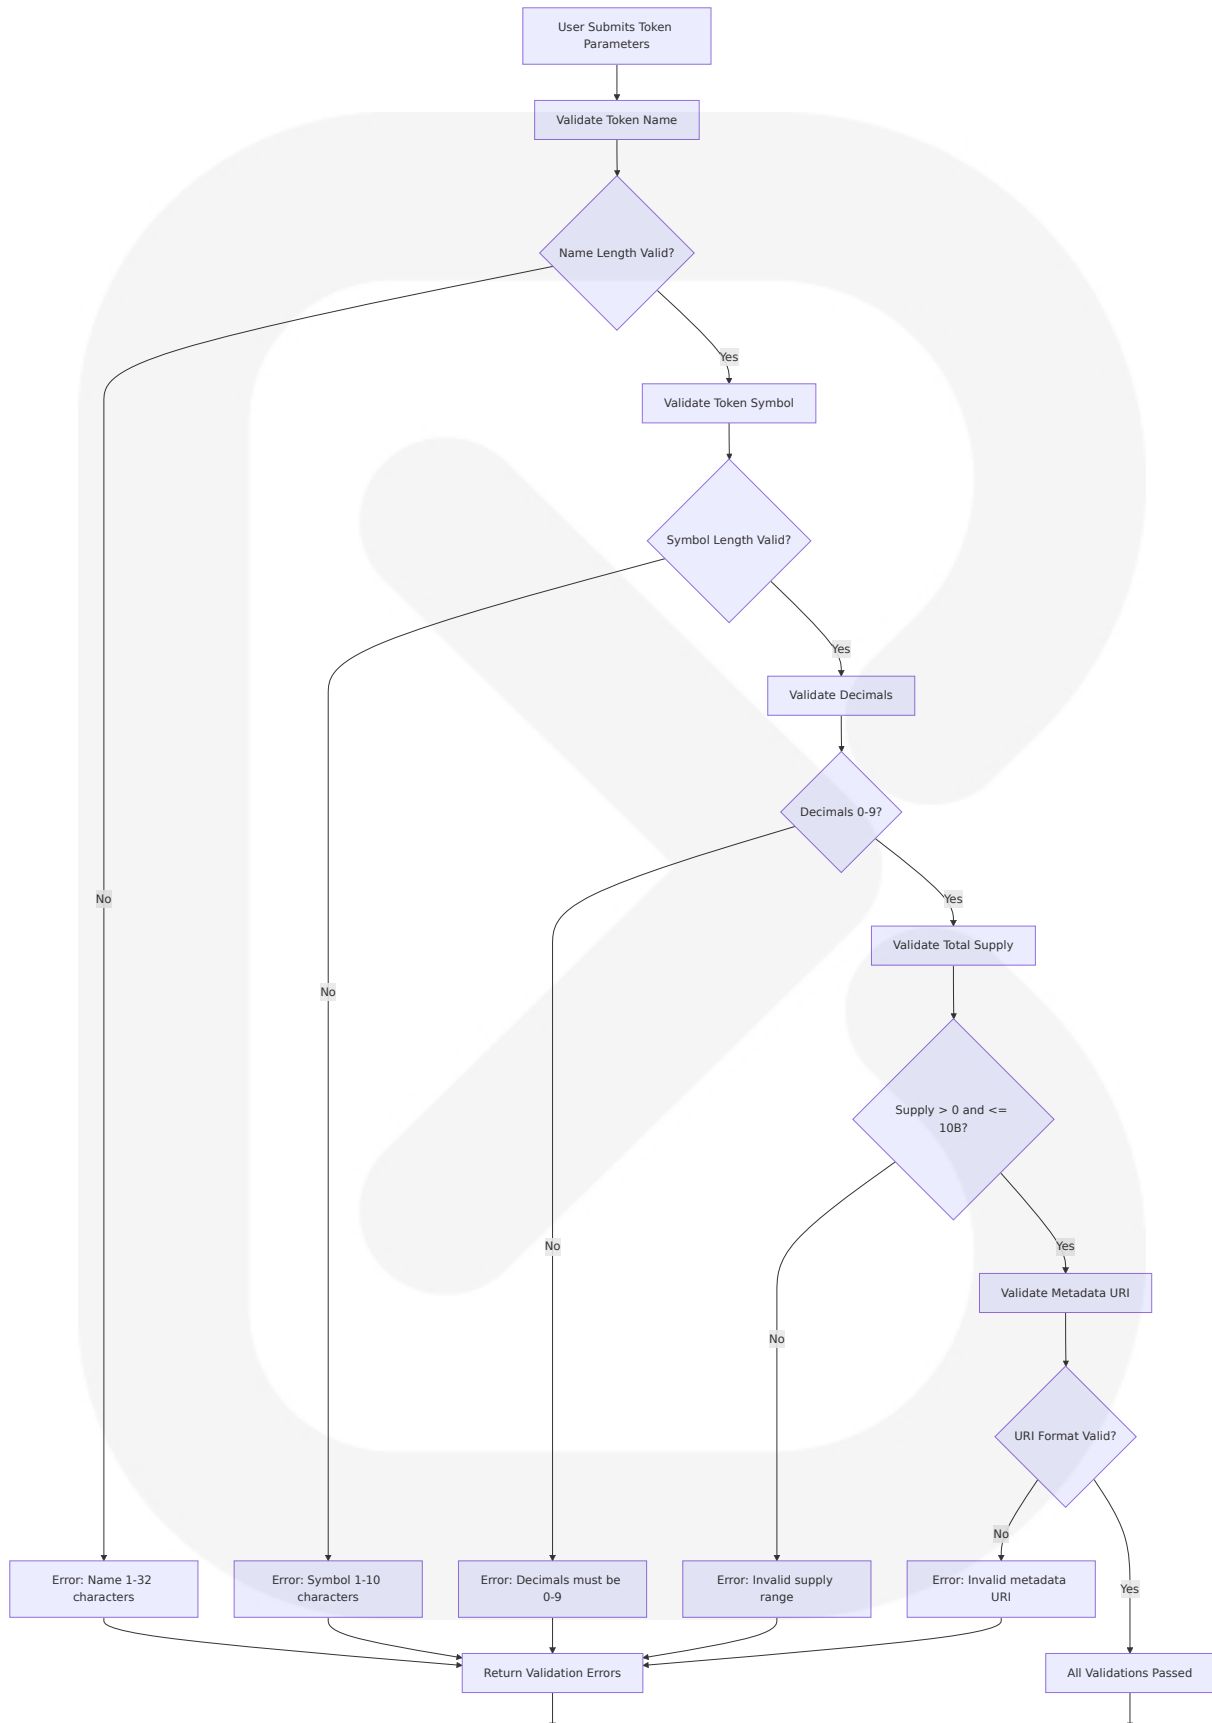 User Submits Token
Parameters
Validate Token Name
Name Length Valid?
Yes
Validate Token Symbol
Symbol Length Valid?
Yes
Validate Decimals
Decimals 0-9?
No
Yes
Validate Total Supply
No
Supply > 0 and <=
10B?
No
Yes
Validate Metadata URI
No
URI Format Valid?
No
Error: Name 1-32
characters
Error: Symbol 1-10
characters
Error: Decimals must be
0-9
Error: Invalid supply
range
Error: Invalid metadata
URI
Yes
Return Validation Errors
All Validations Passed